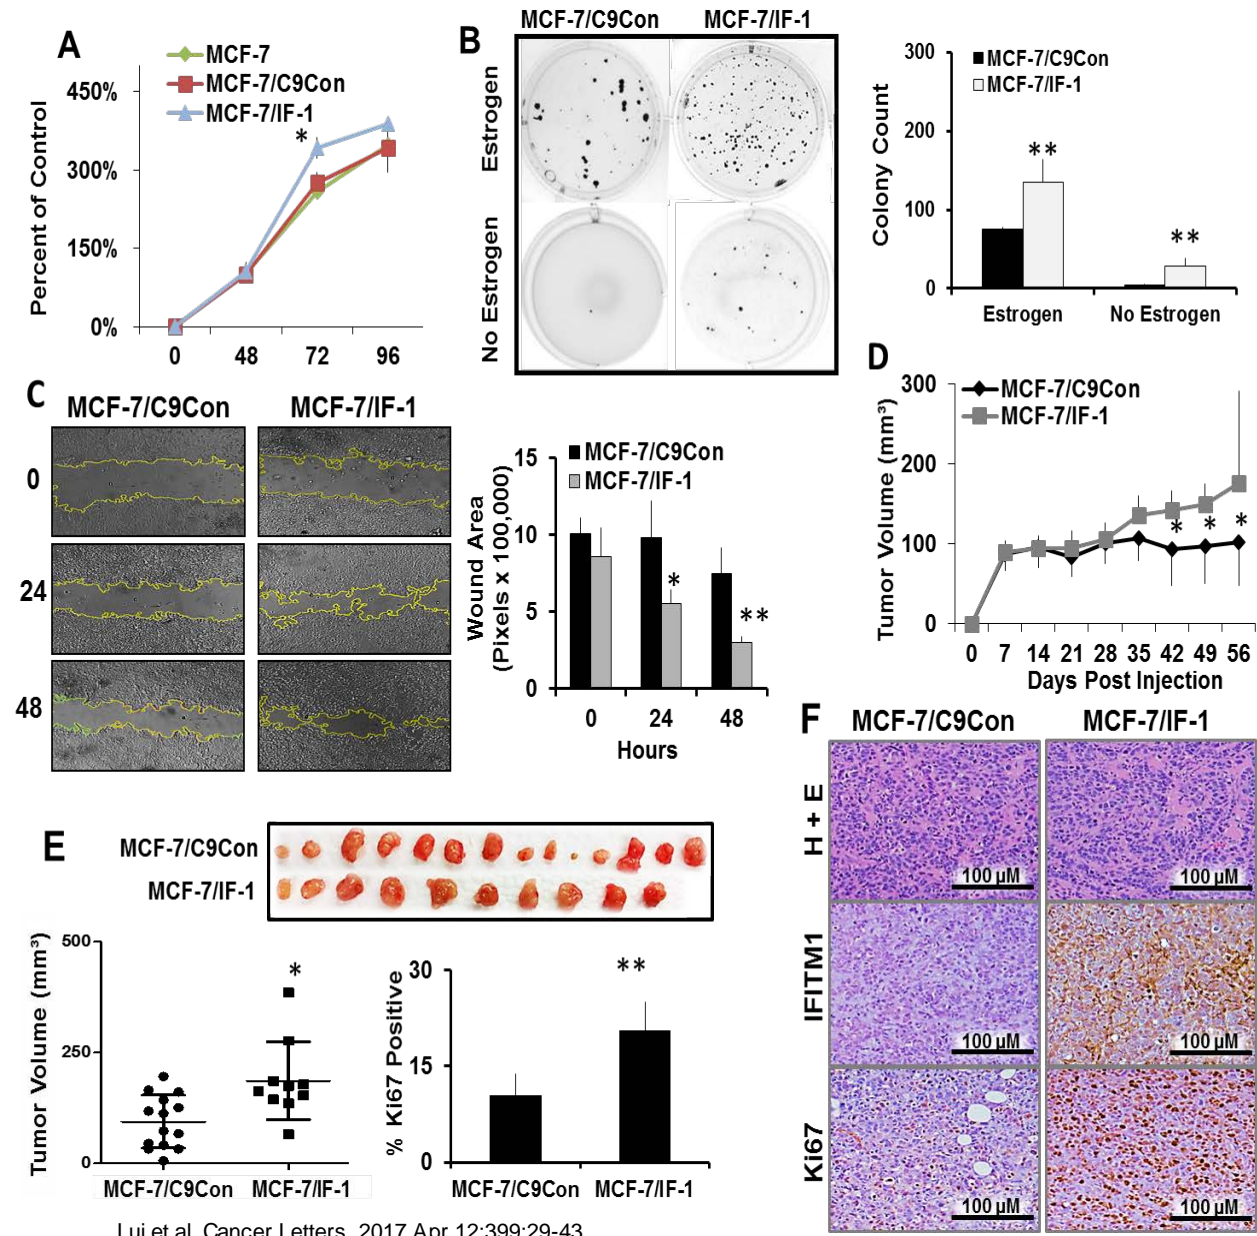 A
MCF-7
MCF-7/C9Con
MCF-7/IF-1
*
Percent of Control
450%
300%
150%
0%
0 48 72 96
B
MCF-7/C9Con MCF-7/IF-1
Estrogen
No Estrogen
Colony Count
300
200
100
0
MCF-7/C9Con
MCF-7/IF-1
**
**
Estrogen No Estrogen
C
MCF-7/C9Con MCF-7/IF-1
0
24
48
Wound Area
(Pixels x 100,000)
15
10
5
0
MCF-7/C9Con
MCF-7/IF-1
*
**
0 24 48
Hours
D
Tumor Volume (mm³)
300
200
100
0
MCF-7/C9Con
MCF-7/IF-1
* * *
0 7 14 21 28 35 42 49 56
Days Post Injection
E
MCF-7/C9Con
MCF-7/IF-1
Tumor Volume (mm³)
500
250
0
*
MCF-7/C9Con MCF-7/IF-1
% Ki67 Positive
30
15
0
**
MCF-7/C9Con MCF-7/IF-1
F
MCF-7/C9Con MCF-7/IF-1
H + E
100 µM 100 µM
IFITM1
100 µM 100 µM
Ki67
100 µM 100 µM
Lui et al. Cancer Letters. 2017 Apr 12;399:29-43